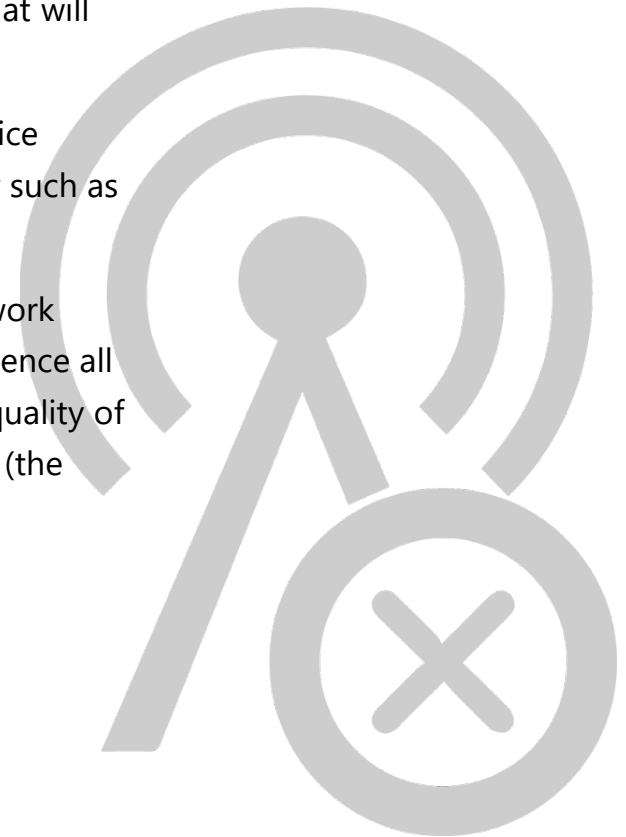 at will
ice
such as
work
ence all
quality of
(the